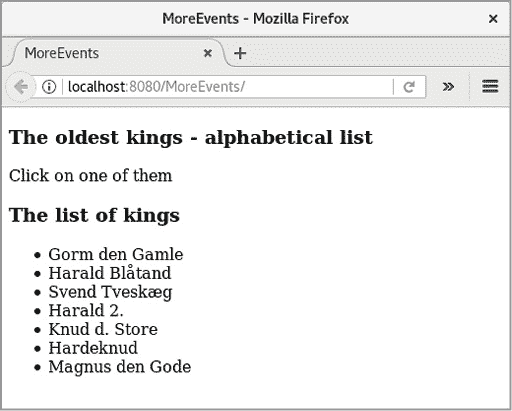 MoreEvents - Mozilla Firefox
MoreEvents
localhost:8080/MoreEvents/
The oldest kings - alphabetical list
Click on one of them
The list of kings
Gorm den Gamle
Harald Blåtand
Svend Tveskæg
Harald 2.
Knud d. Store
Hardeknud
Magnus den Gode